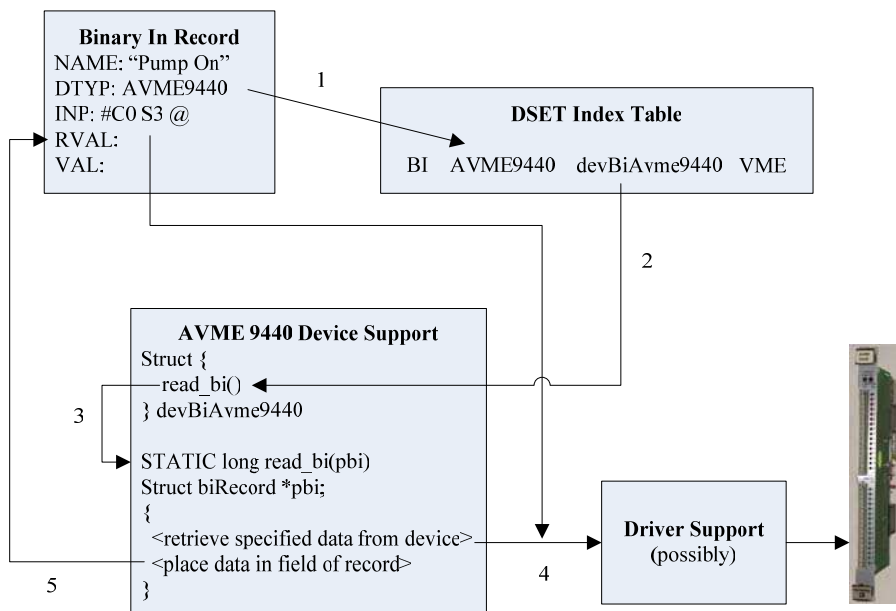 Binary In Record
NAME: “Pump On”
DTYP: AVME9440
INP: #C0 S3 @
RVAL:
VAL:
1
DSET Index Table
BI AVME9440 devBiAvme9440 VME
2
AVME 9440 Device Support
Struct {
read_bi()
} devBiAvme9440
3
STATIC long read_bi(pbi)
Struct biRecord *pbi;
{
<retrieve specified data from device>
<place data in field of record>
}
4
5
Driver Support
(possibly)